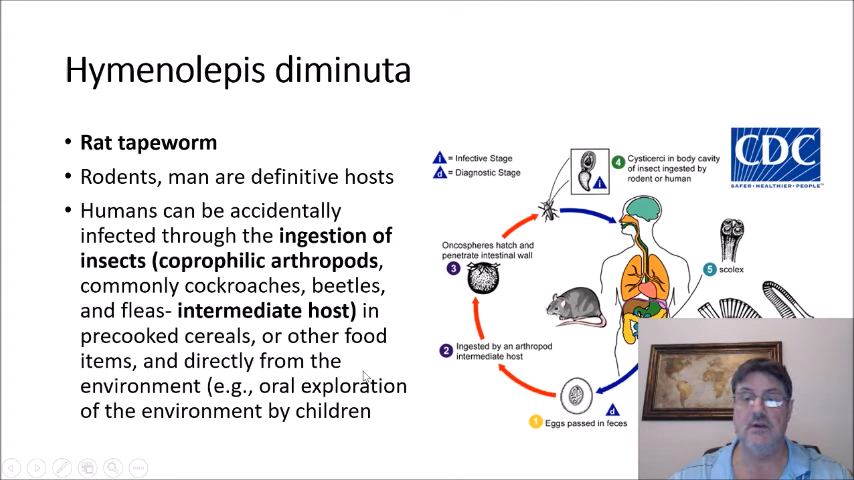 Hymenolepis diminuta
• Rat tapeworm
• Rodents, man are definitive hosts
• Humans can be accidentally
infected through the ingestion of
insects (coprophilic arthropods,
commonly cockroaches, beetles,
and fleas- intermediate host) in
precooked cereals, or other food
items, and directly from the
environment (e.g., oral exploration
of the environment by children
i = Infective Stage
d = Diagnostic Stage
4 Cysticerci in body cavity
of insect ingested by
rodent or human
i
CDC
SAFER·HEALTHIER·PEOPLE™
Oncospheres hatch and
penetrate intestinal wall
3
5 scolex
2 Ingested by an arthropod
intermediate host
d
1 Eggs passed in feces